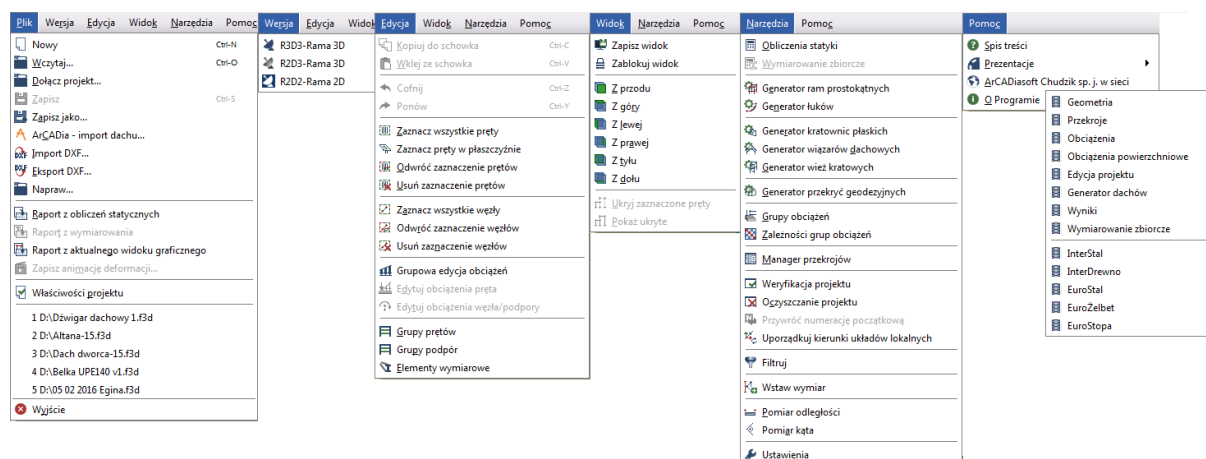 Plik Wersja Edycja Widok Narzędzia Pomoc
Nowy Ctrl-N
Wczytaj... Ctrl-O
Dołącz projekt...
Zapisz Ctrl-S
Zapisz jako...
ArCADia - import dachu...
Import DXF...
Eksport DXF...
Napraw...
Raport z obliczeń statycznych
Raport z wymiarowania
Raport z aktualnego widoku graficznego
Zapisz animację deformacji...
Właściwości projektu
1 D:\Dźwigar dachowy 1.f3d
2 D:\Altana-15.f3d
3 D:\Dach dworca-15.f3d
4 D:\Belka UPE140 v1.f3d
5 D:\05 02 2016 Egina.f3d
Wyjście
Wersja Edycja Widok
R3D3-Rama 3D
R2D3-Rama 3D
R2D2-Rama 2D
Edycja Widok Narzędzia Pomoc
Kopiuj do schowka Ctrl-C
Wklej ze schowka Ctrl-V
Cofnij Ctrl-Z
Ponów Ctrl-Y
Zaznacz wszystkie pręty
Zaznacz pręty w płaszczyźnie
Odwróć zaznaczenie prętów
Usuń zaznaczenie prętów
Zaznacz wszystkie węzły
Odwróć zaznaczenie węzłów
Usuń zaznaczenie węzłów
Grupowa edycja obciążeń
Edytuj obciążenia pręta
Edytuj obciążenia węzła/podpory
Grupy prętów
Grupy podpór
Elementy wymiarowe
Widok Narzędzia Pomoc
Zapisz widok
Zablokuj widok
Z przodu
Z góry
Z lewej
Z prawej
Z tyłu
Z dołu
Ukryj zaznaczone pręty
Pokaż ukryte
Narzędzia Pomoc
Obliczenia statyki
Wymiarowanie zbiorcze
Generator ram prostokątnych
Generator łuków
Generator kratownic płaskich
Generator wiązarów dachowych
Generator wież kratowych
Generator przekryć geodezyjnych
Grupy obciążeń
Zależności grup obciążeń
Manager przekrojów
Weryfikacja projektu
Oczyszczanie projektu
Przywróć numerację początkową
Uporządkuj kierunki układów lokalnych
Filtruj
Wstaw wymiar
Pomiar odległości
Pomiar kąta
Ustawienia
Pomoc
Spis treści
Prezentacje
ArCADiasoft Chudzik sp. j. w sieci
O Programie
Geometria
Przekroje
Obciążenia
Obciążenia powierzchniowe
Edycja projektu
Generator dachów
Wyniki
Wymiarowanie zbiorcze
InterStal
InterDrewno
EuroStal
EuroŻelbet
EuroStopa